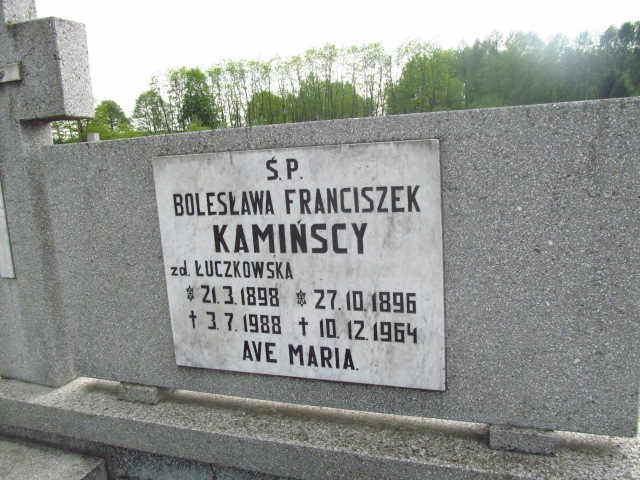 Ś.P.
BOLESŁAWA FRANCISZEK
KAMIŃSCY
zd. ŁUCZKOWSKA
* 21.3.1898 * 27.10.1896
† 3.7.1988 † 10.12.1964
AVE MARIA.